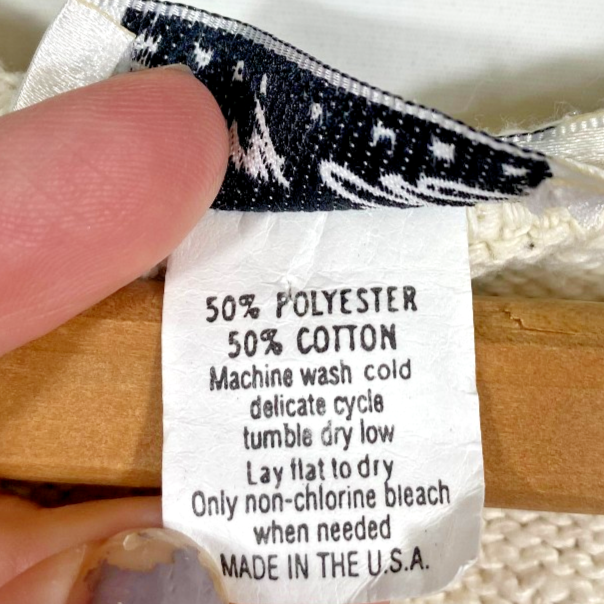 50% POLYESTER
50% COTTON
Machine wash cold
delicate cycle
tumble dry low
Lay flat to dry
Only non-chlorine bleach
when needed
MADE IN THE U.S.A.